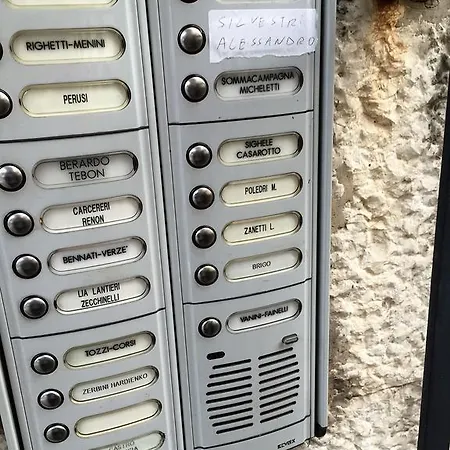 RIGHETTI-MENINI
PERUSI
BERARDO
TEBON
CARCERERI
RENON
BENNATI-VERZE'
LIA LANTIERI
ZECCHINELLI
TOZZI-CORSI
ZERBINI HARDIENKO
SILVESTRI
ALESSANDRO
SOMMACAMPAGNA
MICHELETTI
SIGHELE
CASAROTTO
POLEDRI M.
ZANETTI L.
BRIGO
VANINI-FAINELLI